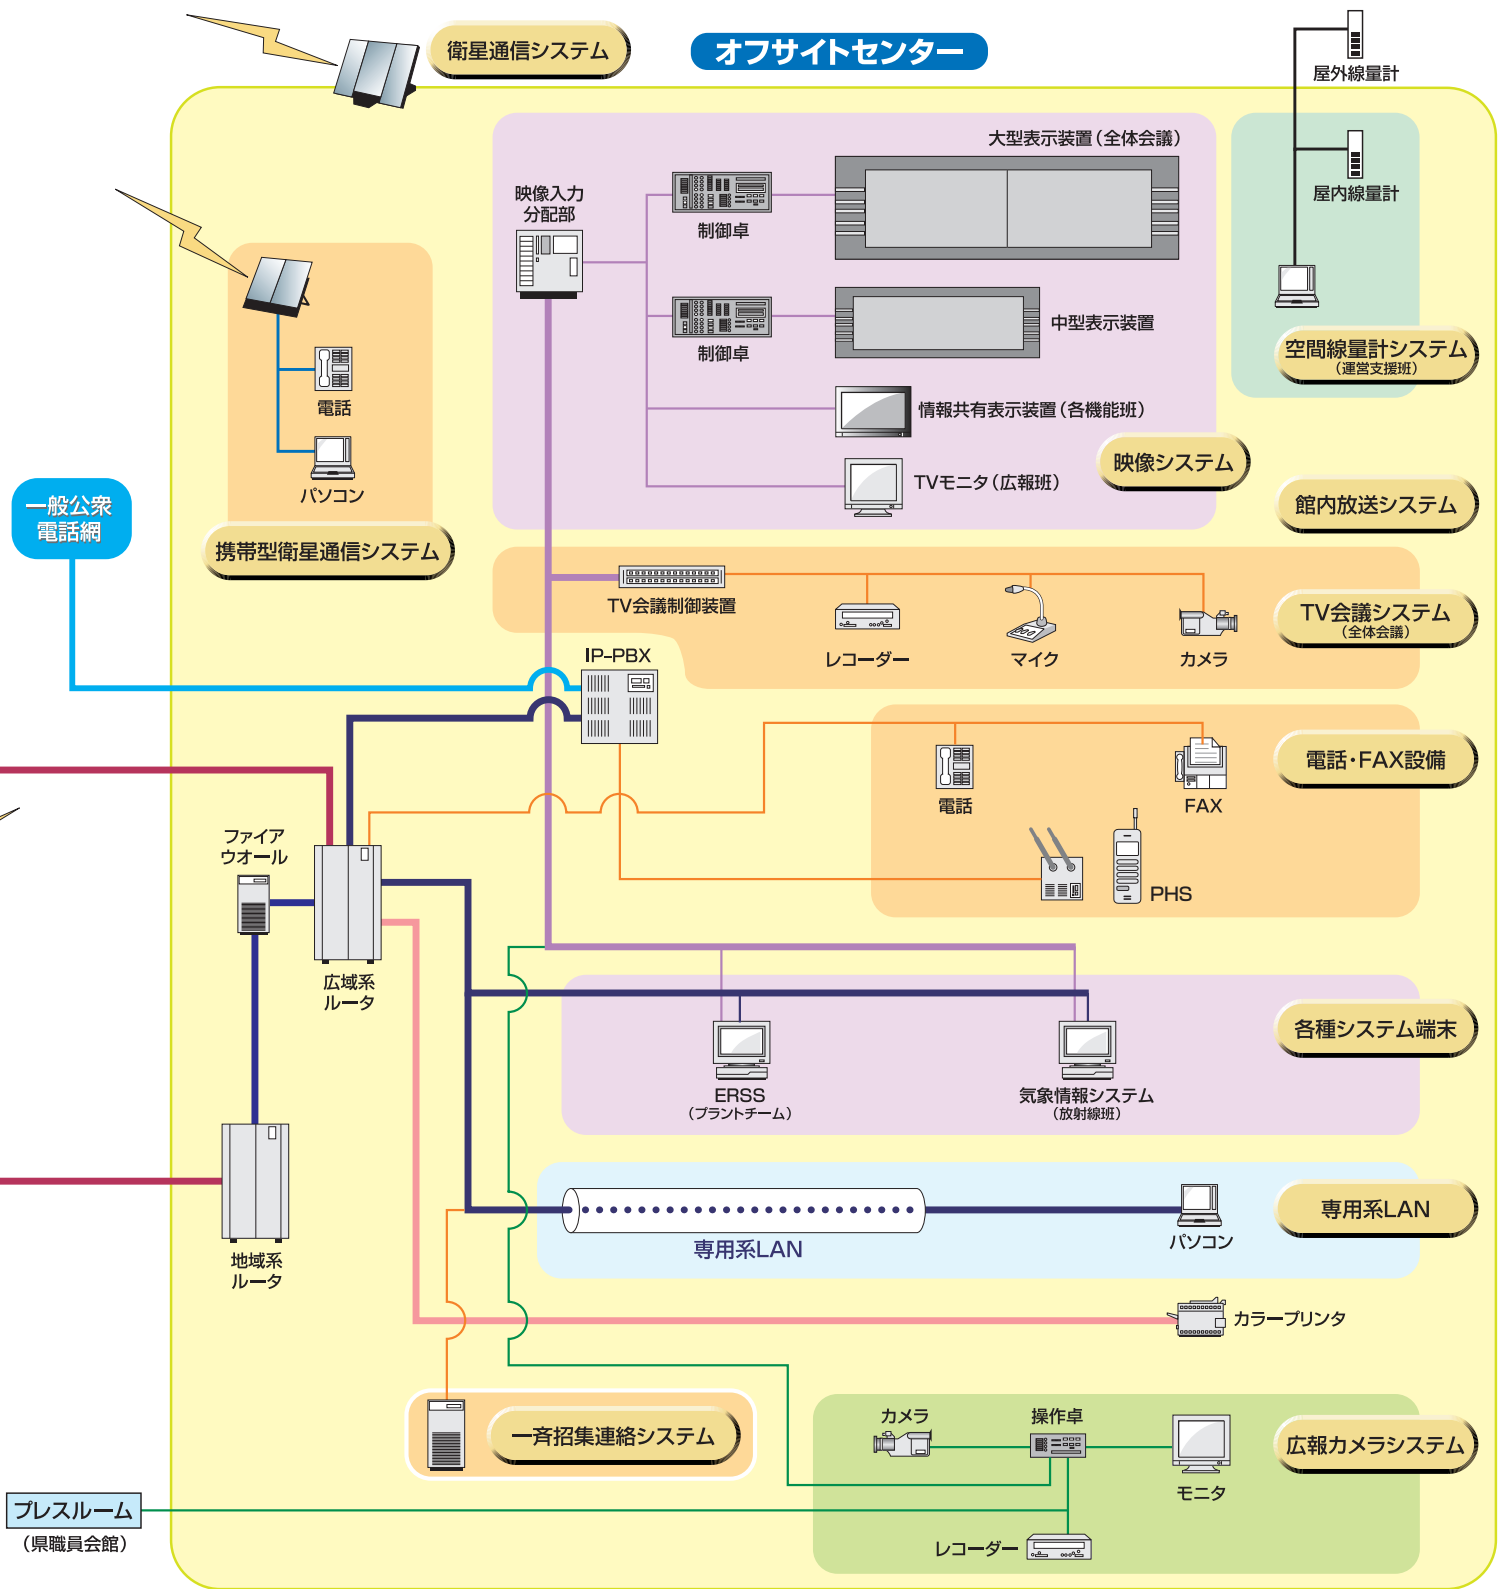 衛星通信システム
オフサイトセンター
屋外線量計
大型表示装置(全体会議)
映像入力
分配部
制御卓
屋内線量計
中型表示装置
制御卓
空間線量計システム
(運営支援班)
電話
情報共有表示装置(各機能班)
映像システム
パソコン
TVモニタ(広報班)
一般公衆
電話網
館内放送システム
携帯型衛星通信システム
TV会議制御装置
TV会議システム
(全体会議)
レコーダー
マイク
カメラ
IP-PBX
電話・FAX設備
電話
FAX
ファイア
ウオール
PHS
広域系
ルータ
各種システム端末
ERSS
(プラントチーム)
気象情報システム
(放射線班)
専用系LAN
専用系LAN
パソコン
地域系
ルータ
カラープリンタ
カメラ
操作卓
一斉招集連絡システム
広報カメラシステム
モニタ
プレスルーム
(県職員会館)
レコーダー